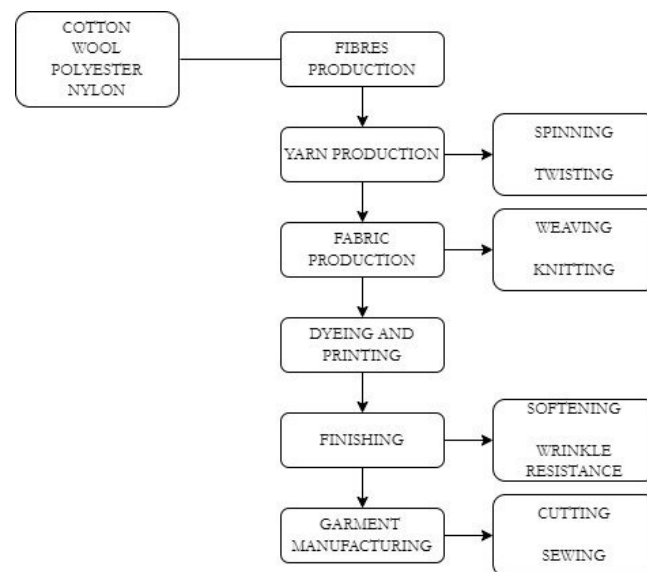 COTTON
WOOL
POLYESTER
NYLON
FIBRES
PRODUCTION
YARN PRODUCTION
SPINNING
TWISTING
FABRIC
PRODUCTION
WEAVING
KNITTING
DYEING AND
PRINTING
FINISHING
SOFTENING
WRINKLE
RESISTANCE
GARMENT
MANUFACTURING
CUTTING
SEWING